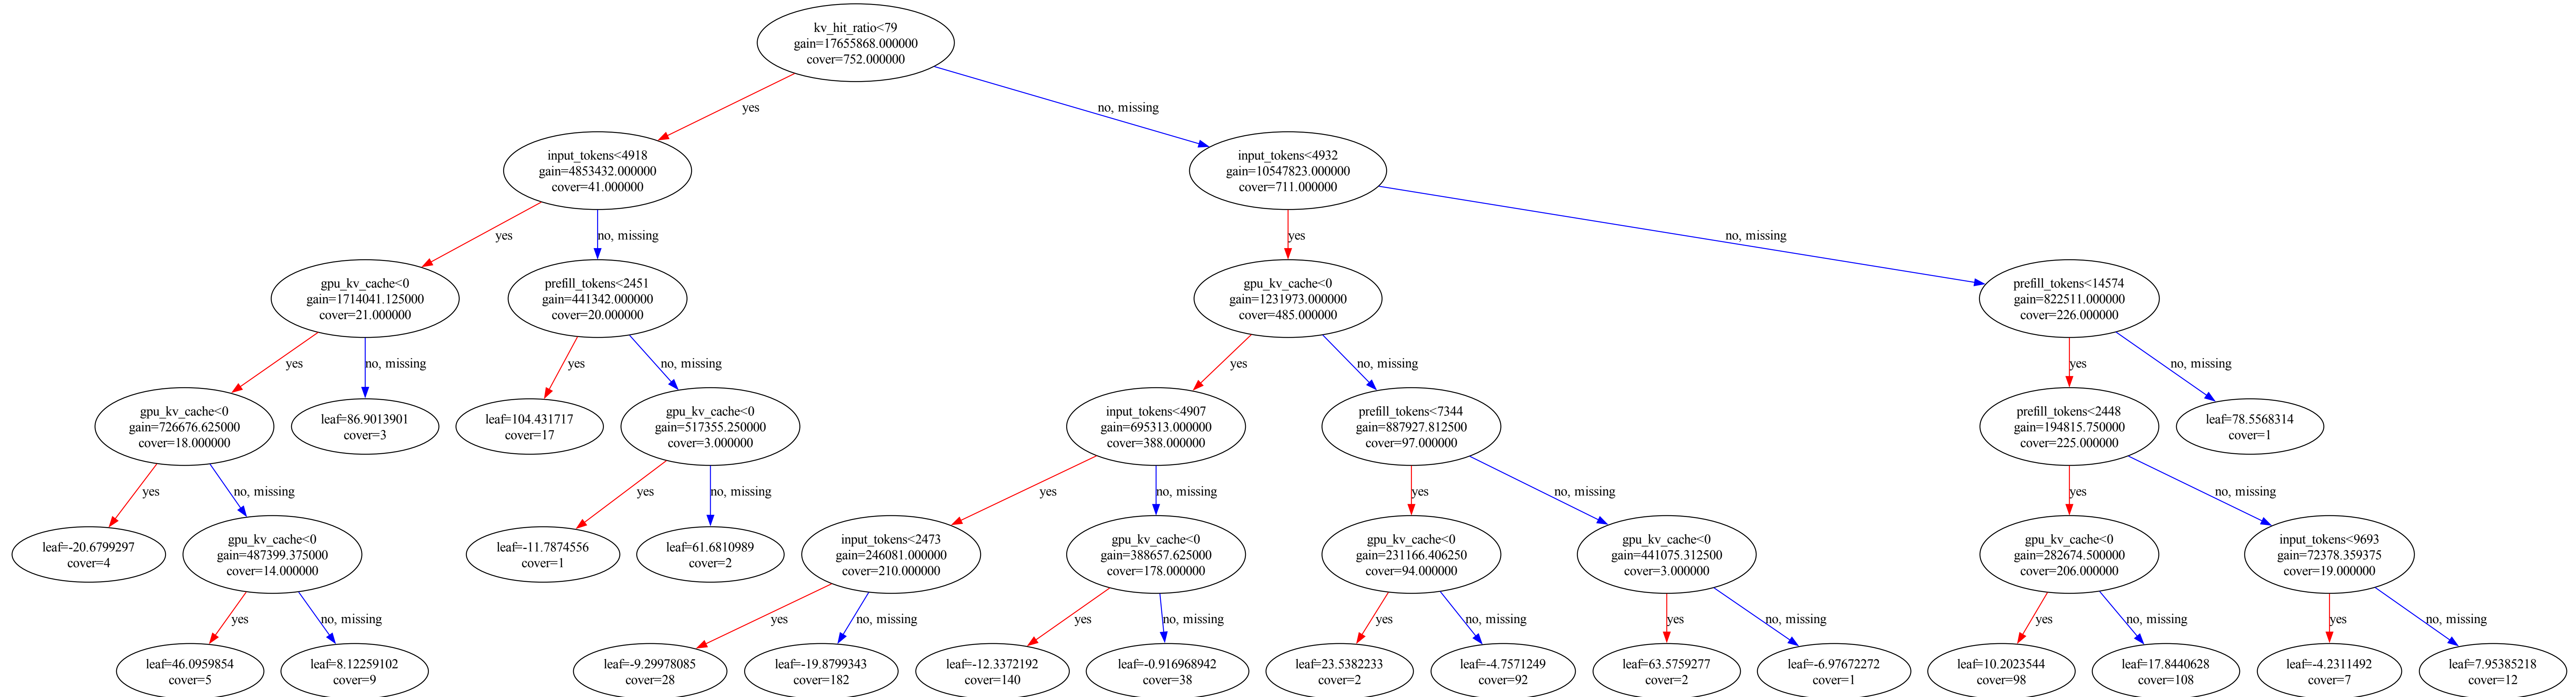 kv_hit_ratio<79
gain=17655868.000000
cover=752.000000
yes
no, missing
input_tokens<4918
gain=4853432.000000
cover=41.000000
input_tokens<4932
gain=10547823.000000
cover=711.000000
yes
no, missing
yes
no, missing
gpu_kv_cache<0
gain=1714041.125000
cover=21.000000
prefill_tokens<2451
gain=441342.000000
cover=20.000000
gpu_kv_cache<0
gain=1231973.000000
cover=485.000000
prefill_tokens<14574
gain=822511.000000
cover=226.000000
yes
no, missing
yes
no, missing
yes
no, missing
yes
no, missing
gpu_kv_cache<0
gain=726676.625000
cover=18.000000
leaf=86.9013901
cover=3
leaf=104.431717
cover=17
gpu_kv_cache<0
gain=517355.250000
cover=3.000000
input_tokens<4907
gain=695313.000000
cover=388.000000
prefill_tokens<7344
gain=887927.812500
cover=97.000000
prefill_tokens<2448
gain=194815.750000
cover=225.000000
leaf=78.5568314
cover=1
yes
no, missing
yes
no, missing
yes
no, missing
yes
no, missing
yes
no, missing
leaf=-20.6799297
cover=4
gpu_kv_cache<0
gain=487399.375000
cover=14.000000
leaf=-11.7874556
cover=1
leaf=61.6810989
cover=2
input_tokens<2473
gain=246081.000000
cover=210.000000
gpu_kv_cache<0
gain=388657.625000
cover=178.000000
gpu_kv_cache<0
gain=231166.406250
cover=94.000000
gpu_kv_cache<0
gain=441075.312500
cover=3.000000
gpu_kv_cache<0
gain=282674.500000
cover=206.000000
input_tokens<9693
gain=72378.359375
cover=19.000000
yes
no, missing
yes
no, missing
yes
no, missing
yes
no, missing
yes
no, missing
yes
no, missing
yes
no, missing
leaf=46.0959854
cover=5
leaf=8.12259102
cover=9
leaf=-9.29978085
cover=28
leaf=-19.8799343
cover=182
leaf=-12.3372192
cover=140
leaf=-0.916968942
cover=38
leaf=23.5382233
cover=2
leaf=-4.7571249
cover=92
leaf=63.5759277
cover=2
leaf=-6.97672272
cover=1
leaf=10.2023544
cover=98
leaf=17.8440628
cover=108
leaf=-4.2311492
cover=7
leaf=7.95385218
cover=12